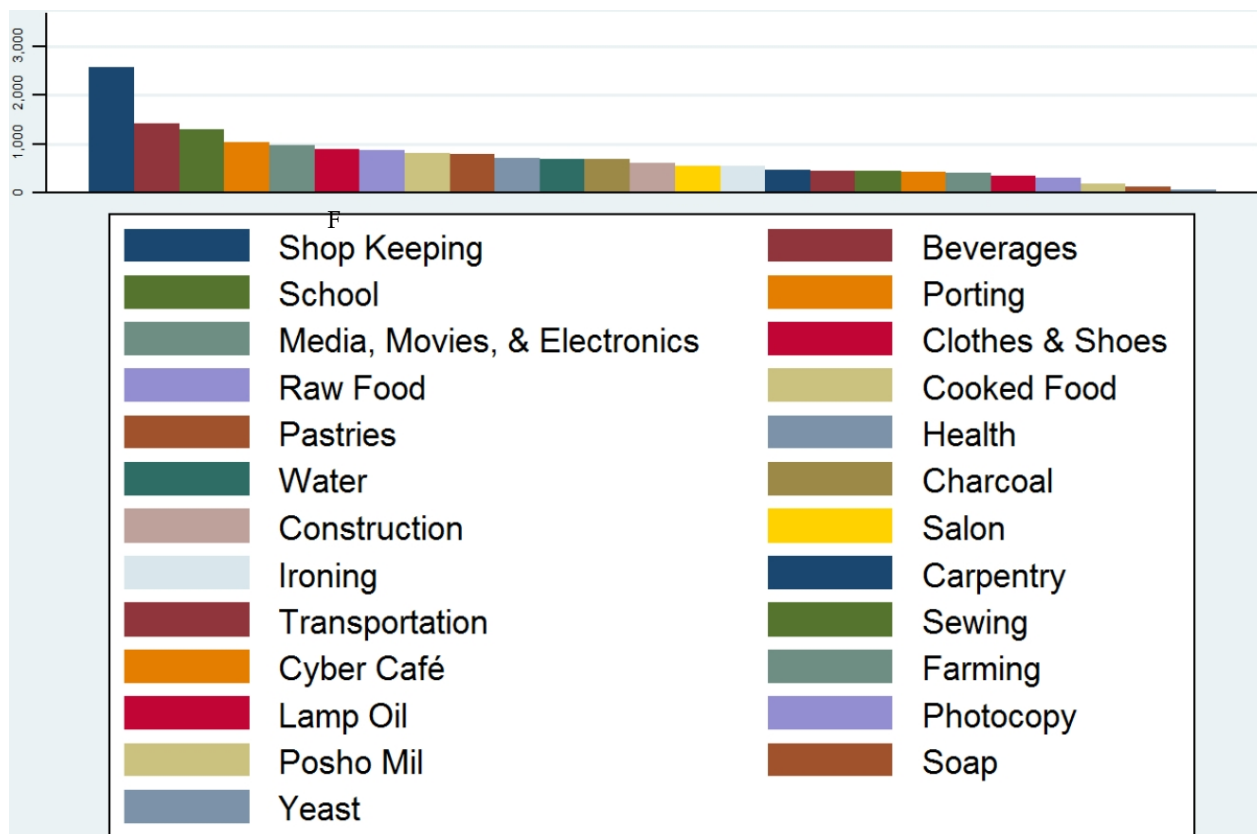 3,000
2,000
1,000
0
F
Shop Keeping Beverages
School Porting
Media, Movies, & Electronics Clothes & Shoes
Raw Food Cooked Food
Pastries Health
Water Charcoal
Construction Salon
Ironing Carpentry
Transportation Sewing
Cyber Café Farming
Lamp Oil Photocopy
Posho Mil Soap
Yeast